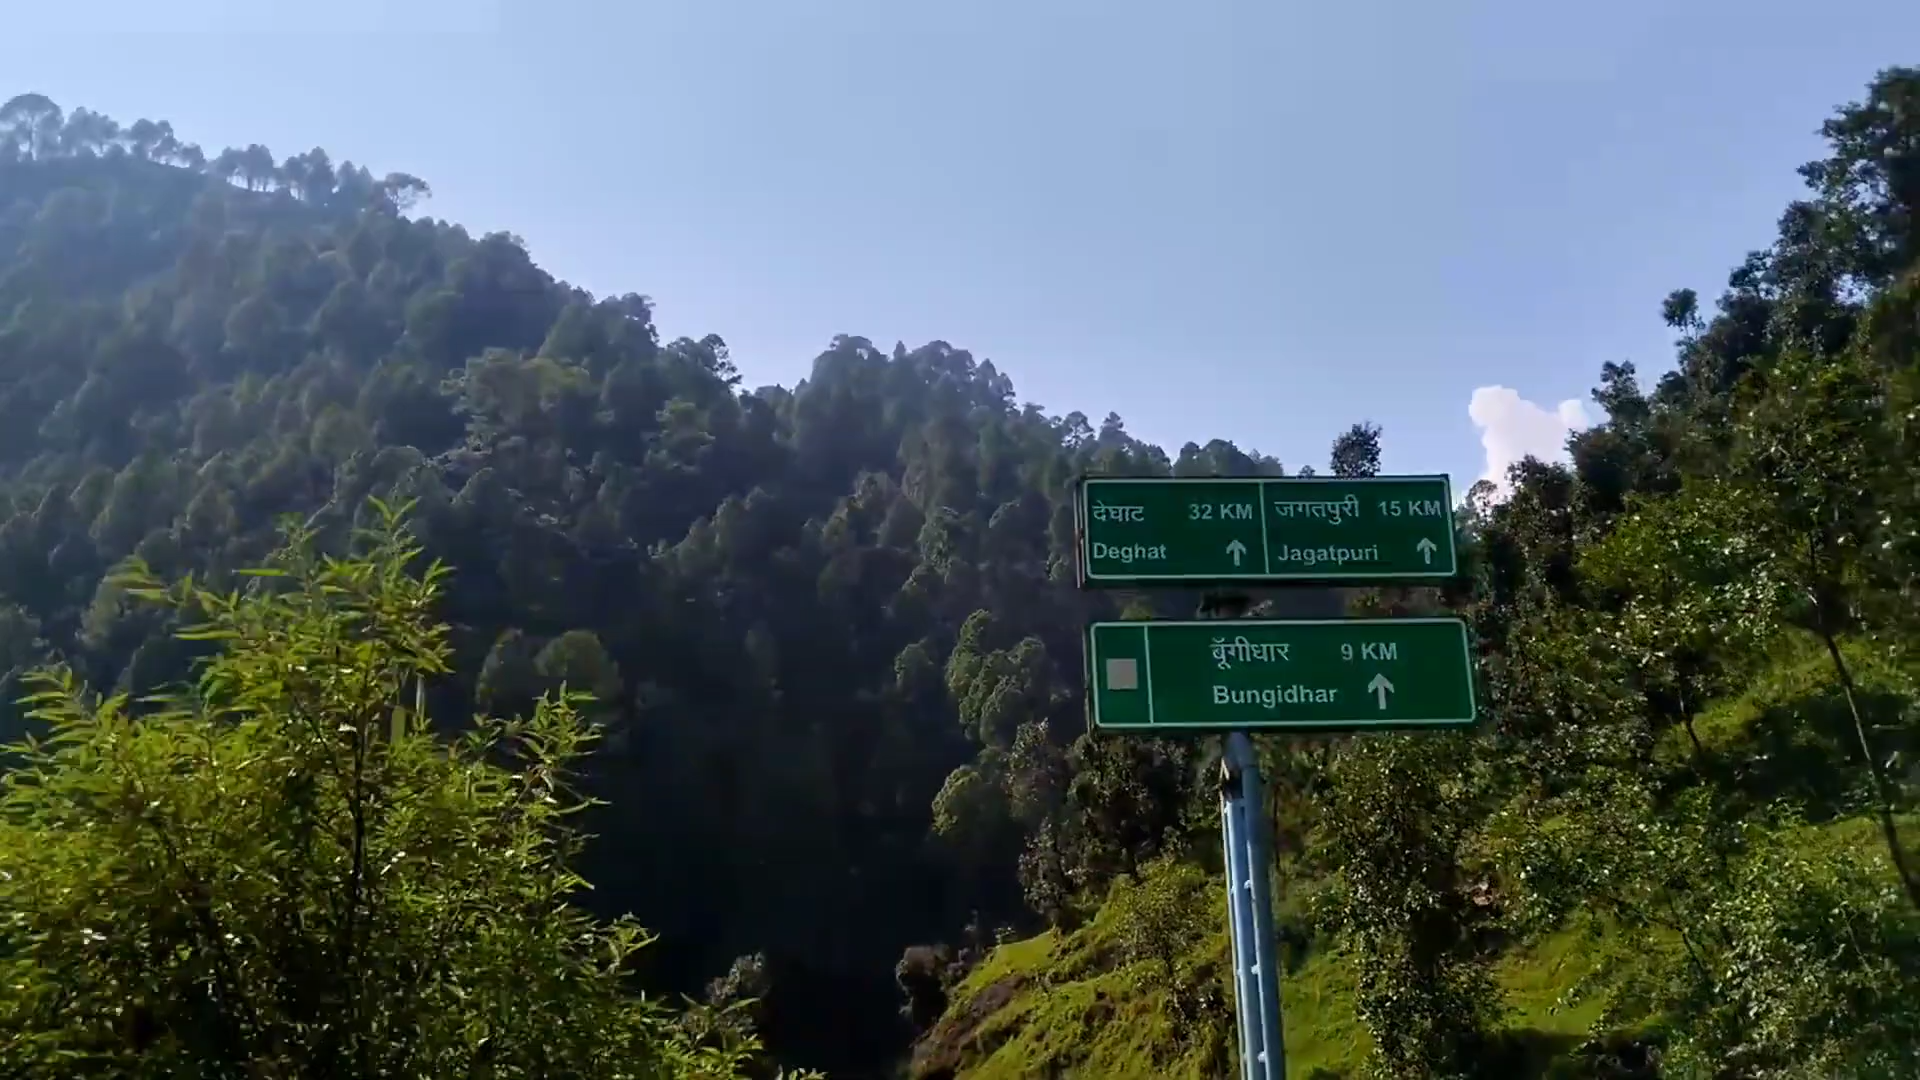 देघाट 32 KM
Deghat ↑
जगतपुरी 15 KM
Jagatpuri ↑
बूॅंगीधार 9 KM
Bungidhar ↑